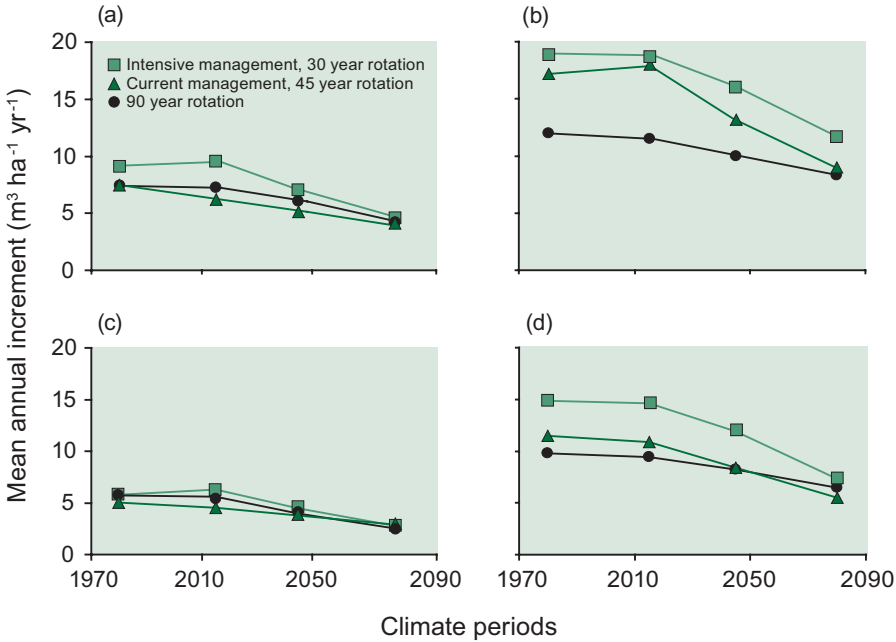 (a)
(b)
Mean annual increment (m³ ha⁻¹ yr⁻¹)
20
15
10
5
0
Intensive management, 30 year rotation
Current management, 45 year rotation
90 year rotation
(c)
(d)
20
15
10
5
0
1970 2010 2050 2090
1970 2010 2050 2090
Climate periods